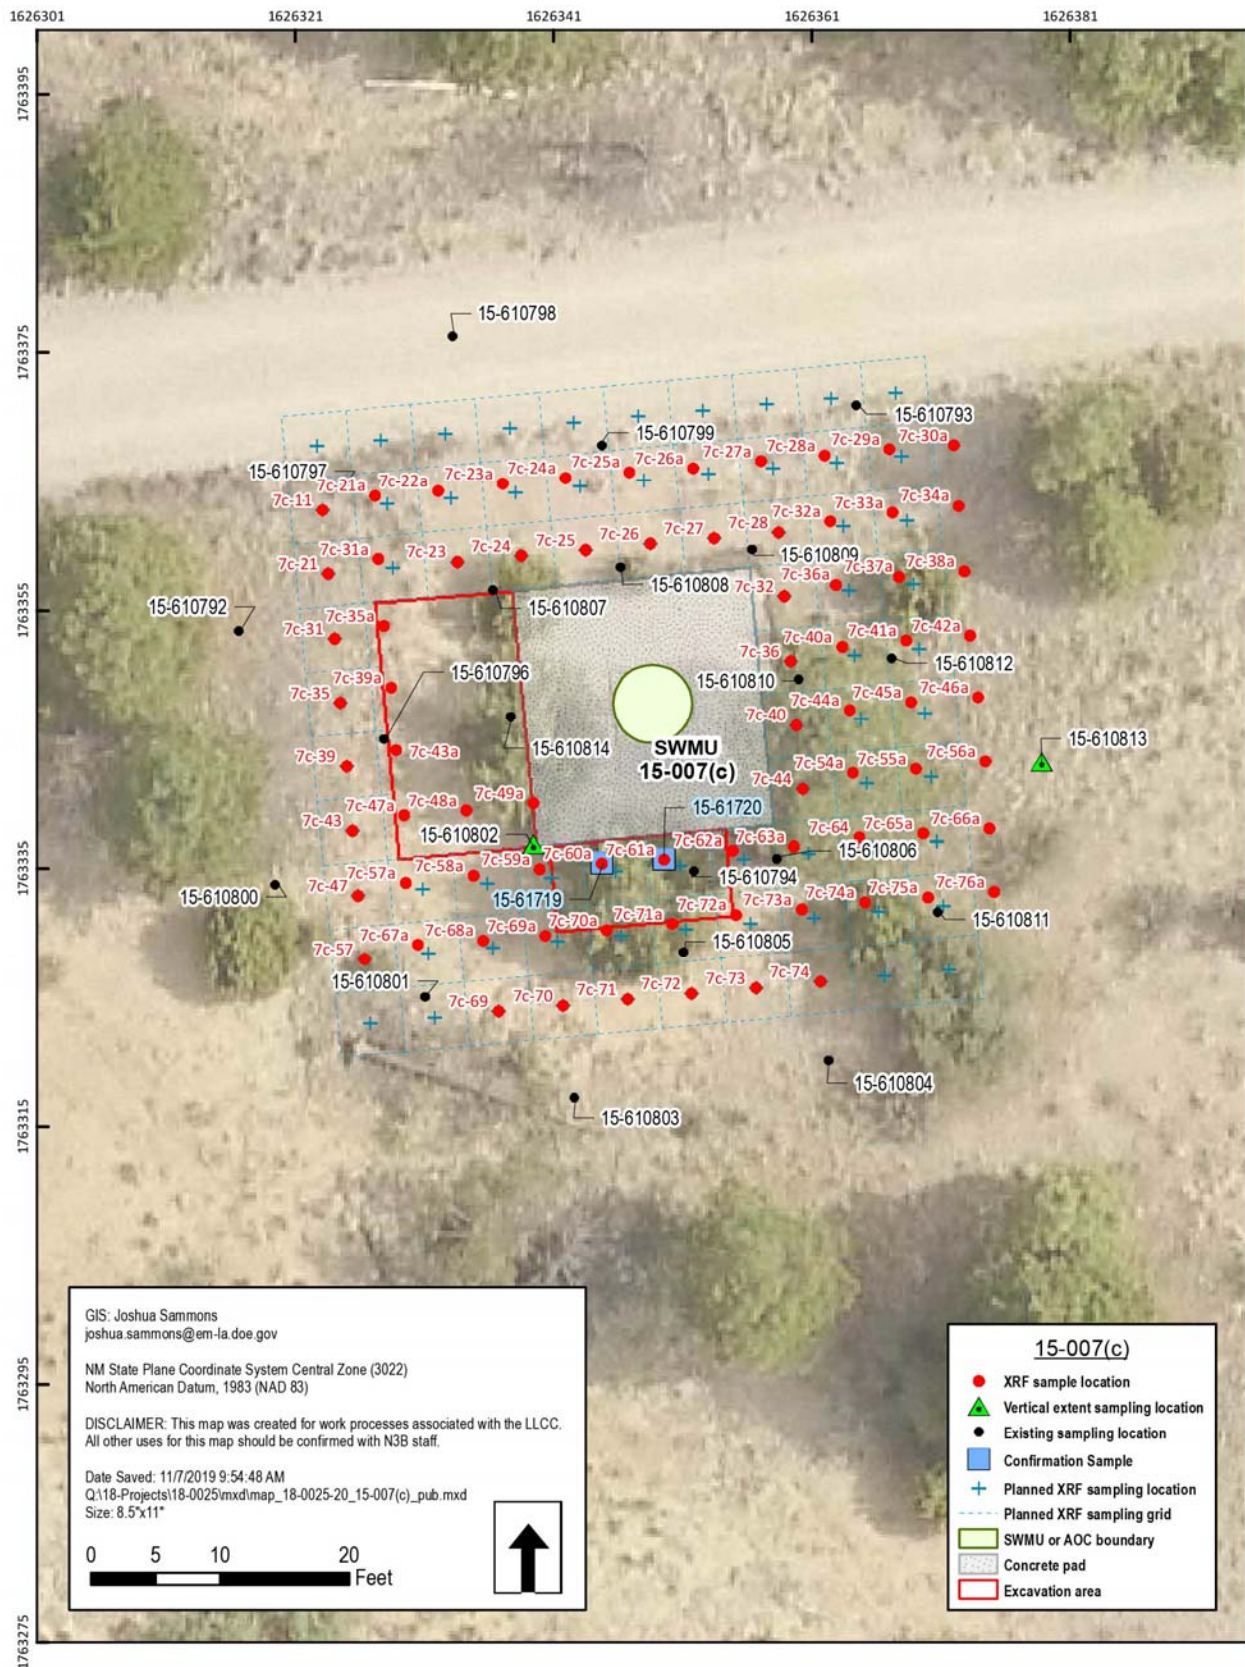 1626301 1626321 1626341 1626361 1626381
1763395
1763375
1763355
1763335
1763315
1763295
1763275
15-610798
15-610793
15-610799
7c-30a
7c-29a
7c-28a
7c-27a
7c-26a
7c-25a
7c-24a
7c-23a
7c-22a
7c-21a
15-610797
7c-11
7c-34a
7c-33a
7c-32a
7c-28
7c-27
7c-26
7c-25
7c-24
7c-23
7c-31a
7c-21
15-610809
15-610808
7c-38a
7c-37a
7c-36a
7c-32
15-610807
15-610792
7c-35a
7c-31
7c-42a
7c-41a
7c-40a
7c-36
15-610812
15-610810
15-610796
7c-39a
7c-35
7c-46a
7c-45a
7c-44a
7c-40
15-610814
15-610813
SWMU
15-007(c)
7c-43a
7c-39
7c-56a
7c-55a
7c-54a
7c-44
15-61720
7c-49a
7c-48a
7c-47a
7c-43
15-610802
7c-66a
7c-65a
7c-64
7c-63a
7c-62a
7c-61a
7c-60a
7c-59a
7c-58a
7c-57a
7c-47
15-610806
15-610794
15-610800
15-61719
7c-76a
7c-75a
7c-74a
7c-73a
7c-72a
7c-71a
7c-70a
7c-69a
7c-68a
7c-67a
7c-57
15-610811
15-610805
15-610801
7c-74
7c-73
7c-72
7c-71
7c-70
7c-69
15-610804
15-610803
GIS: Joshua Sammons
joshua.sammons@em-la.doe.gov
NM State Plane Coordinate System Central Zone (3022)
North American Datum, 1983 (NAD 83)
DISCLAIMER: This map was created for work processes associated with the LLCC.
All other uses for this map should be confirmed with N3B staff.
Date Saved: 11/7/2019 9:54:48 AM
Q:\18-Projects\18-0025\mxd\map_18-0025-20_15-007(c)_pub.mxd
Size: 8.5"x11"
0 5 10 20
Feet
15-007(c)
XRF sample location
Vertical extent sampling location
Existing sampling location
Confirmation Sample
Planned XRF sampling location
Planned XRF sampling grid
SWMU or AOC boundary
Concrete pad
Excavation area